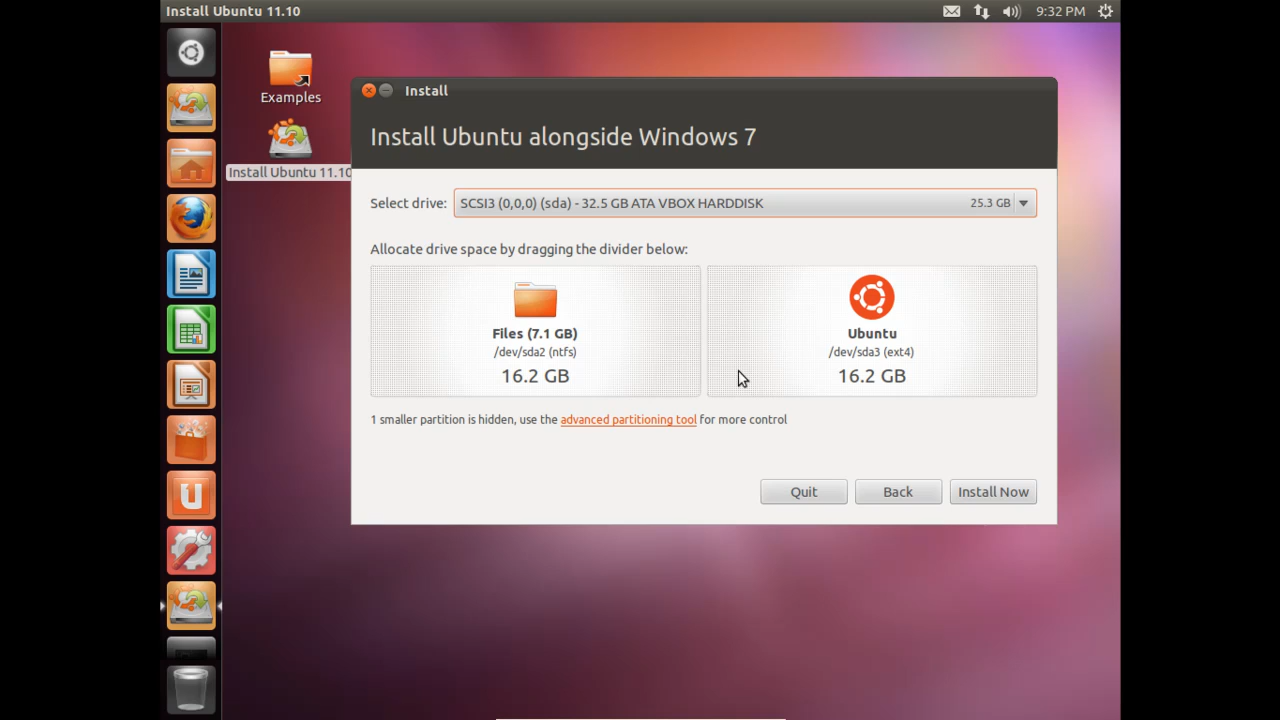 Install Ubuntu 11.10
9:32 PM
Examples
Install Ubuntu 11.10
Install
Install Ubuntu alongside Windows 7
Select drive: SCSI3 (0,0,0) (sda) - 32.5 GB ATA VBOX HARDDISK 25.3 GB
Allocate drive space by dragging the divider below:
Files (7.1 GB)
/dev/sda2 (ntfs)
16.2 GB
Ubuntu
/dev/sda3 (ext4)
16.2 GB
1 smaller partition is hidden, use the advanced partitioning tool for more control
Quit
Back
Install Now